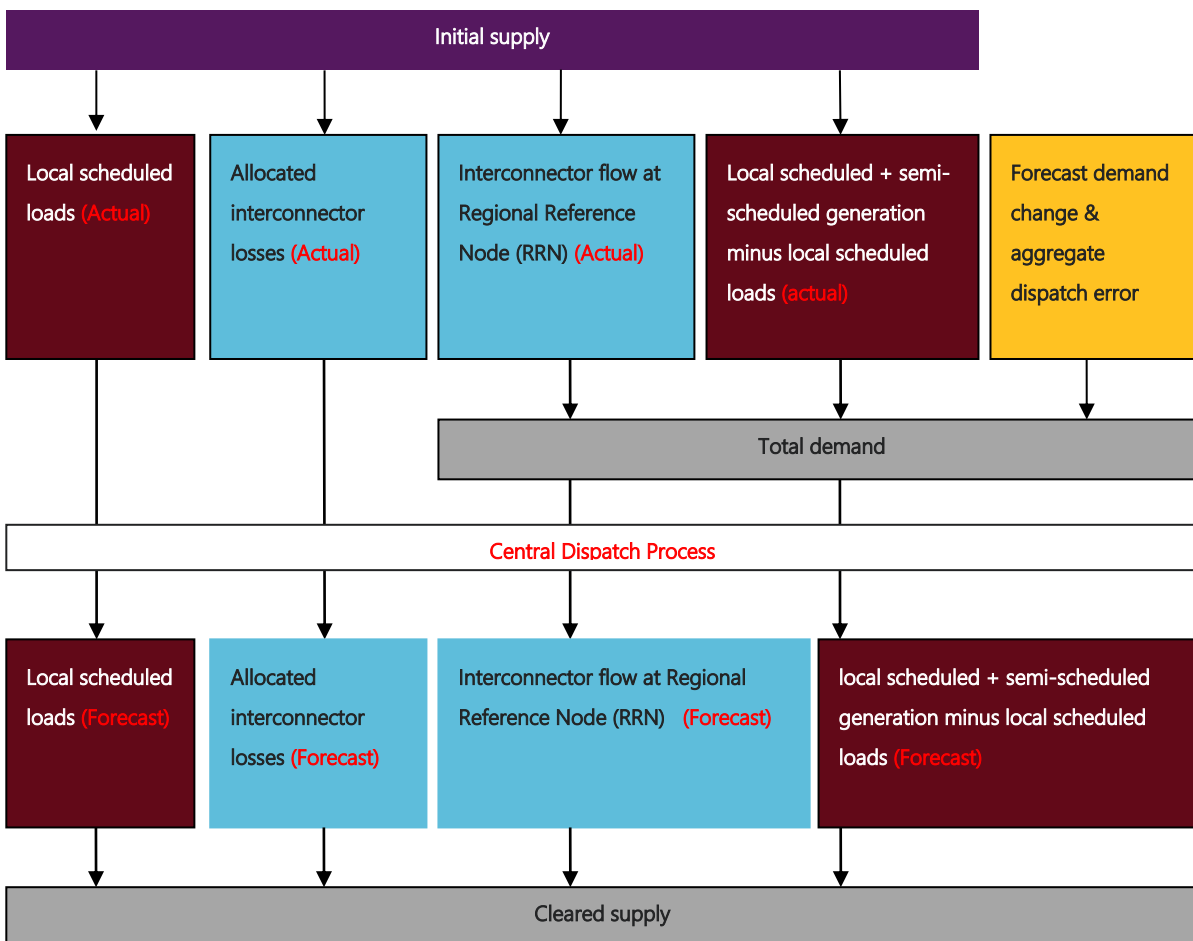 Initial supply
Local scheduled
loads (Actual)
Allocated
interconnector
losses (Actual)
Interconnector flow at
Regional Reference
Node (RRN) (Actual)
Local scheduled + semi-
scheduled generation
minus local scheduled
loads (actual)
Forecast demand
change &
aggregate
dispatch error
Total demand
Central Dispatch Process
Local scheduled
loads (Forecast)
Allocated
interconnector
losses (Forecast)
Interconnector flow at Regional
Reference Node (RRN) (Forecast)
local scheduled + semi-scheduled
generation minus local scheduled
loads (Forecast)
Cleared supply